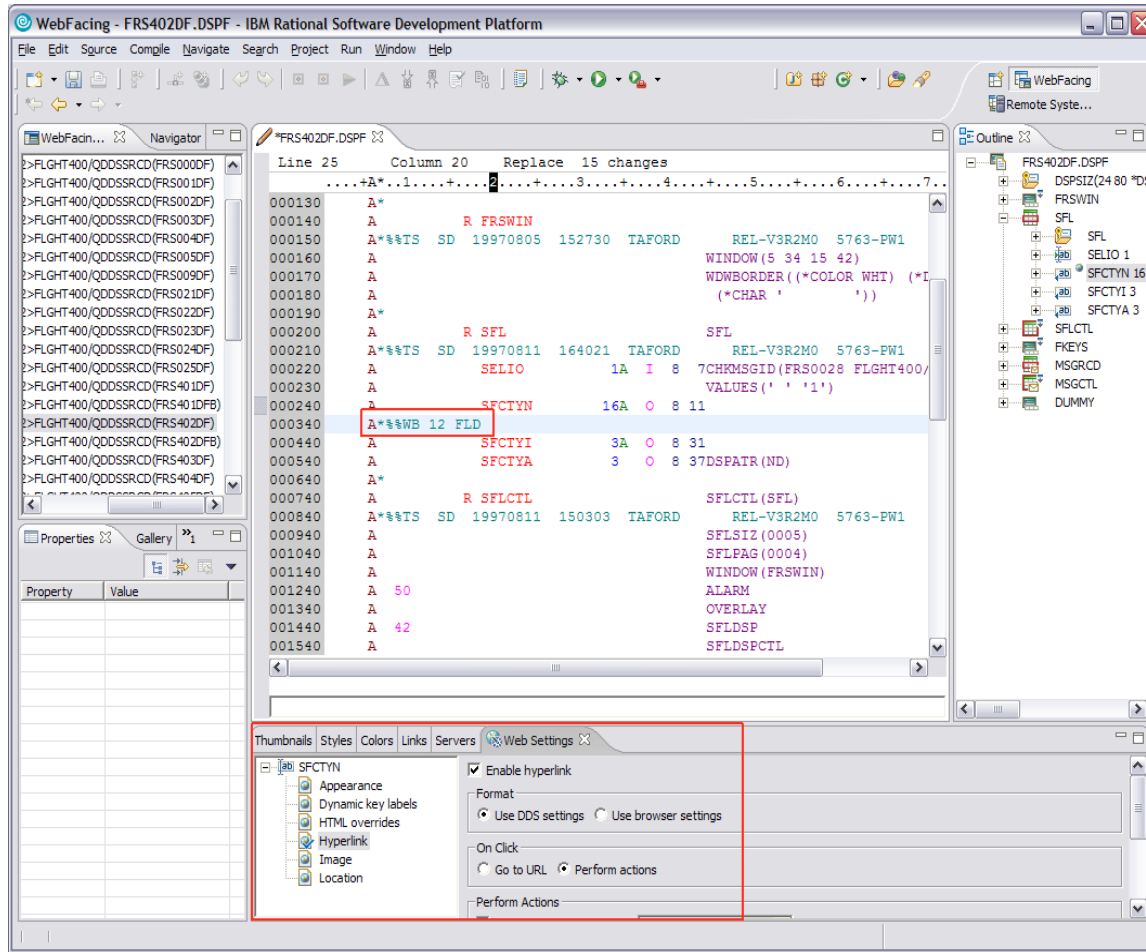 WebFacing - FRS402DF.DSPF - IBM Rational Software Development Platform
File Edit Source Compile Navigate Search Project Run Window Help
WebFacing
Remote Syste...
WebFacin... Navigator
2>FLGHT400/QDDSSRCD(FRS000DF)
2>FLGHT400/QDDSSRCD(FRS001DF)
2>FLGHT400/QDDSSRCD(FRS002DF)
2>FLGHT400/QDDSSRCD(FRS003DF)
2>FLGHT400/QDDSSRCD(FRS004DF)
2>FLGHT400/QDDSSRCD(FRS005DF)
2>FLGHT400/QDDSSRCD(FRS009DF)
2>FLGHT400/QDDSSRCD(FRS021DF)
2>FLGHT400/QDDSSRCD(FRS022DF)
2>FLGHT400/QDDSSRCD(FRS023DF)
2>FLGHT400/QDDSSRCD(FRS024DF)
2>FLGHT400/QDDSSRCD(FRS025DF)
2>FLGHT400/QDDSSRCD(FRS401DF)
2>FLGHT400/QDDSSRCD(FRS401DFB)
2>FLGHT400/QDDSSRCD(FRS402DF)
2>FLGHT400/QDDSSRCD(FRS402DFB)
2>FLGHT400/QDDSSRCD(FRS403DF)
2>FLGHT400/QDDSSRCD(FRS404DF)
Properties Gallery »1
Property Value
*FRS402DF.DSPF
Line 25 Column 20 Replace 15 changes
....+A*..1....+....2....+....3....+....4....+....5....+....6....+....7..
000130 A*
000140 A R FRSWIN
000150 A*%%TS SD 19970805 152730 TAFORD REL-V3R2M0 5763-PW1
000160 A WINDOW(5 34 15 42)
000170 A WDWBORDER((*COLOR WHT) (*D
000180 A (*CHAR ' '))
000190 A*
000200 A R SFL SFL
000210 A*%%TS SD 19970811 164021 TAFORD REL-V3R2M0 5763-PW1
000220 A SELIO 1A I 8 7CHKMSGID(FRS0028 FLGHT400/
000230 A VALUES(' ' '1')
000240 A SFCTYN 16A O 8 11
000340 A*%%WB 12 FLD
000440 A SFCTYI 3A O 8 31
000540 A SFCTYA 3 O 8 37DSPATR(ND)
000640 A*
000740 A R SFLCTL SFLCTL(SFL)
000840 A*%%TS SD 19970811 150303 TAFORD REL-V3R2M0 5763-PW1
000940 A SFLSIZ(0005)
001040 A SFLPAG(0004)
001140 A WINDOW(FRSWIN)
001240 A 50 ALARM
001340 A OVERLAY
001440 A 42 SFLDSP
001540 A SFLDSPCTL
Outline
FRS402DF.DSPF
DSPSIZ(24 80 *DS
FRSWIN
SFL
SFL
SELIO 1
SFCTYN 16
SFCTYI 3
SFCTYA 3
SFLCTL
FKEYS
MSGRCD
MSGCTL
DUMMY
Thumbnails Styles Colors Links Servers Web Settings
SFCTYN
Appearance
Dynamic key labels
HTML overrides
Hyperlink
Image
Location
Enable hyperlink
Format
Use DDS settings Use browser settings
On Click
Go to URL Perform actions
Perform Actions